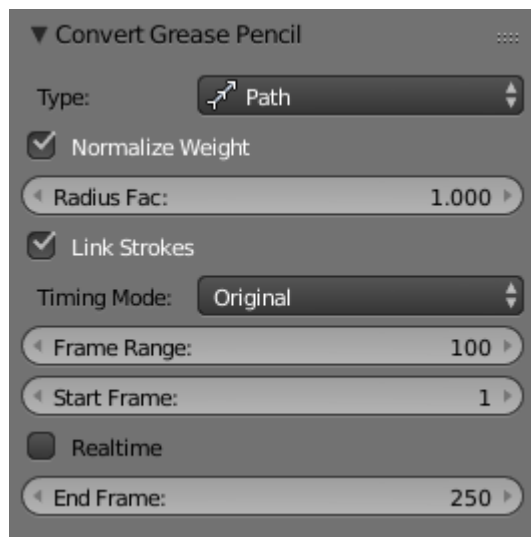 Convert Grease Pencil
Type: Path
Normalize Weight
Radius Fac: 1.000
Link Strokes
Timing Mode: Original
Frame Range: 100
Start Frame: 1
Realtime
End Frame: 250